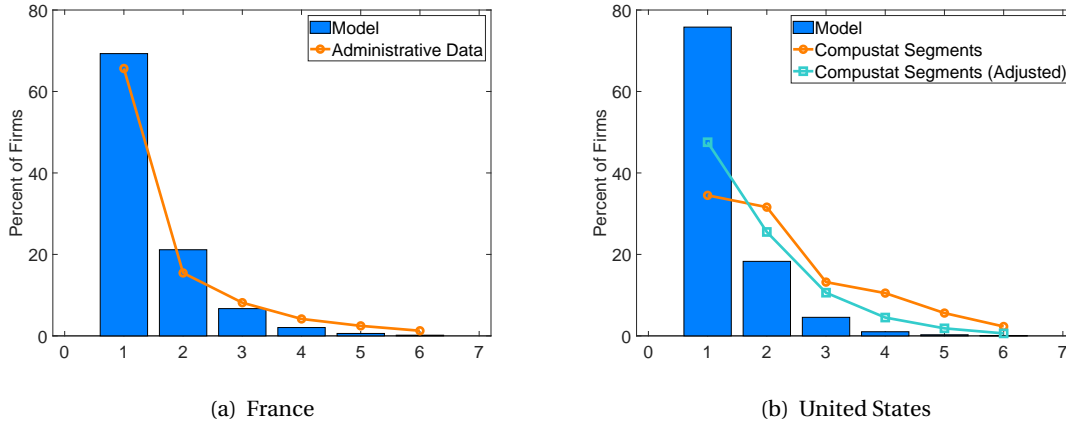 80
60
40
20
0
Percent of Firms
0 1 2 3 4 5 6 7
Model
Administrative Data
(a) France
80
60
40
20
0
Percent of Firms
0 1 2 3 4 5 6 7
Model
Compustat Segments
Compustat Segments (Adjusted)
(b) United States